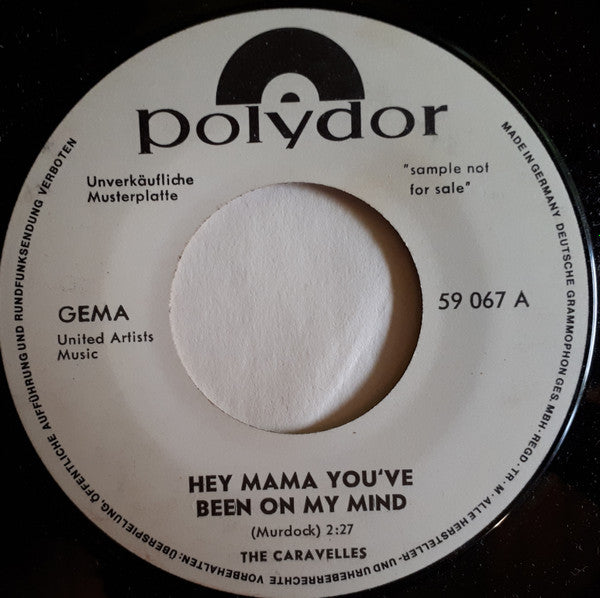 polydor
Unverkäufliche
Musterplatte
"sample not
for sale"
GEMA
United Artists
Music
59 067 A
HEY MAMA YOU'VE
BEEN ON MY MIND
(Murdock) 2:27
THE CARAVELLES
MADE IN GERMANY DEUTSCHE GRAMMOPHON GES. MBH - REGD · TR · M · ALLE HERSTELLER- UND URHEBERRECHTE VORBEHALTEN: ÜBERSPIELUNG, ÖFFENTLICHE AUFFÜHRUNG UND RUNDFUNKSENDUNG VERBOTEN